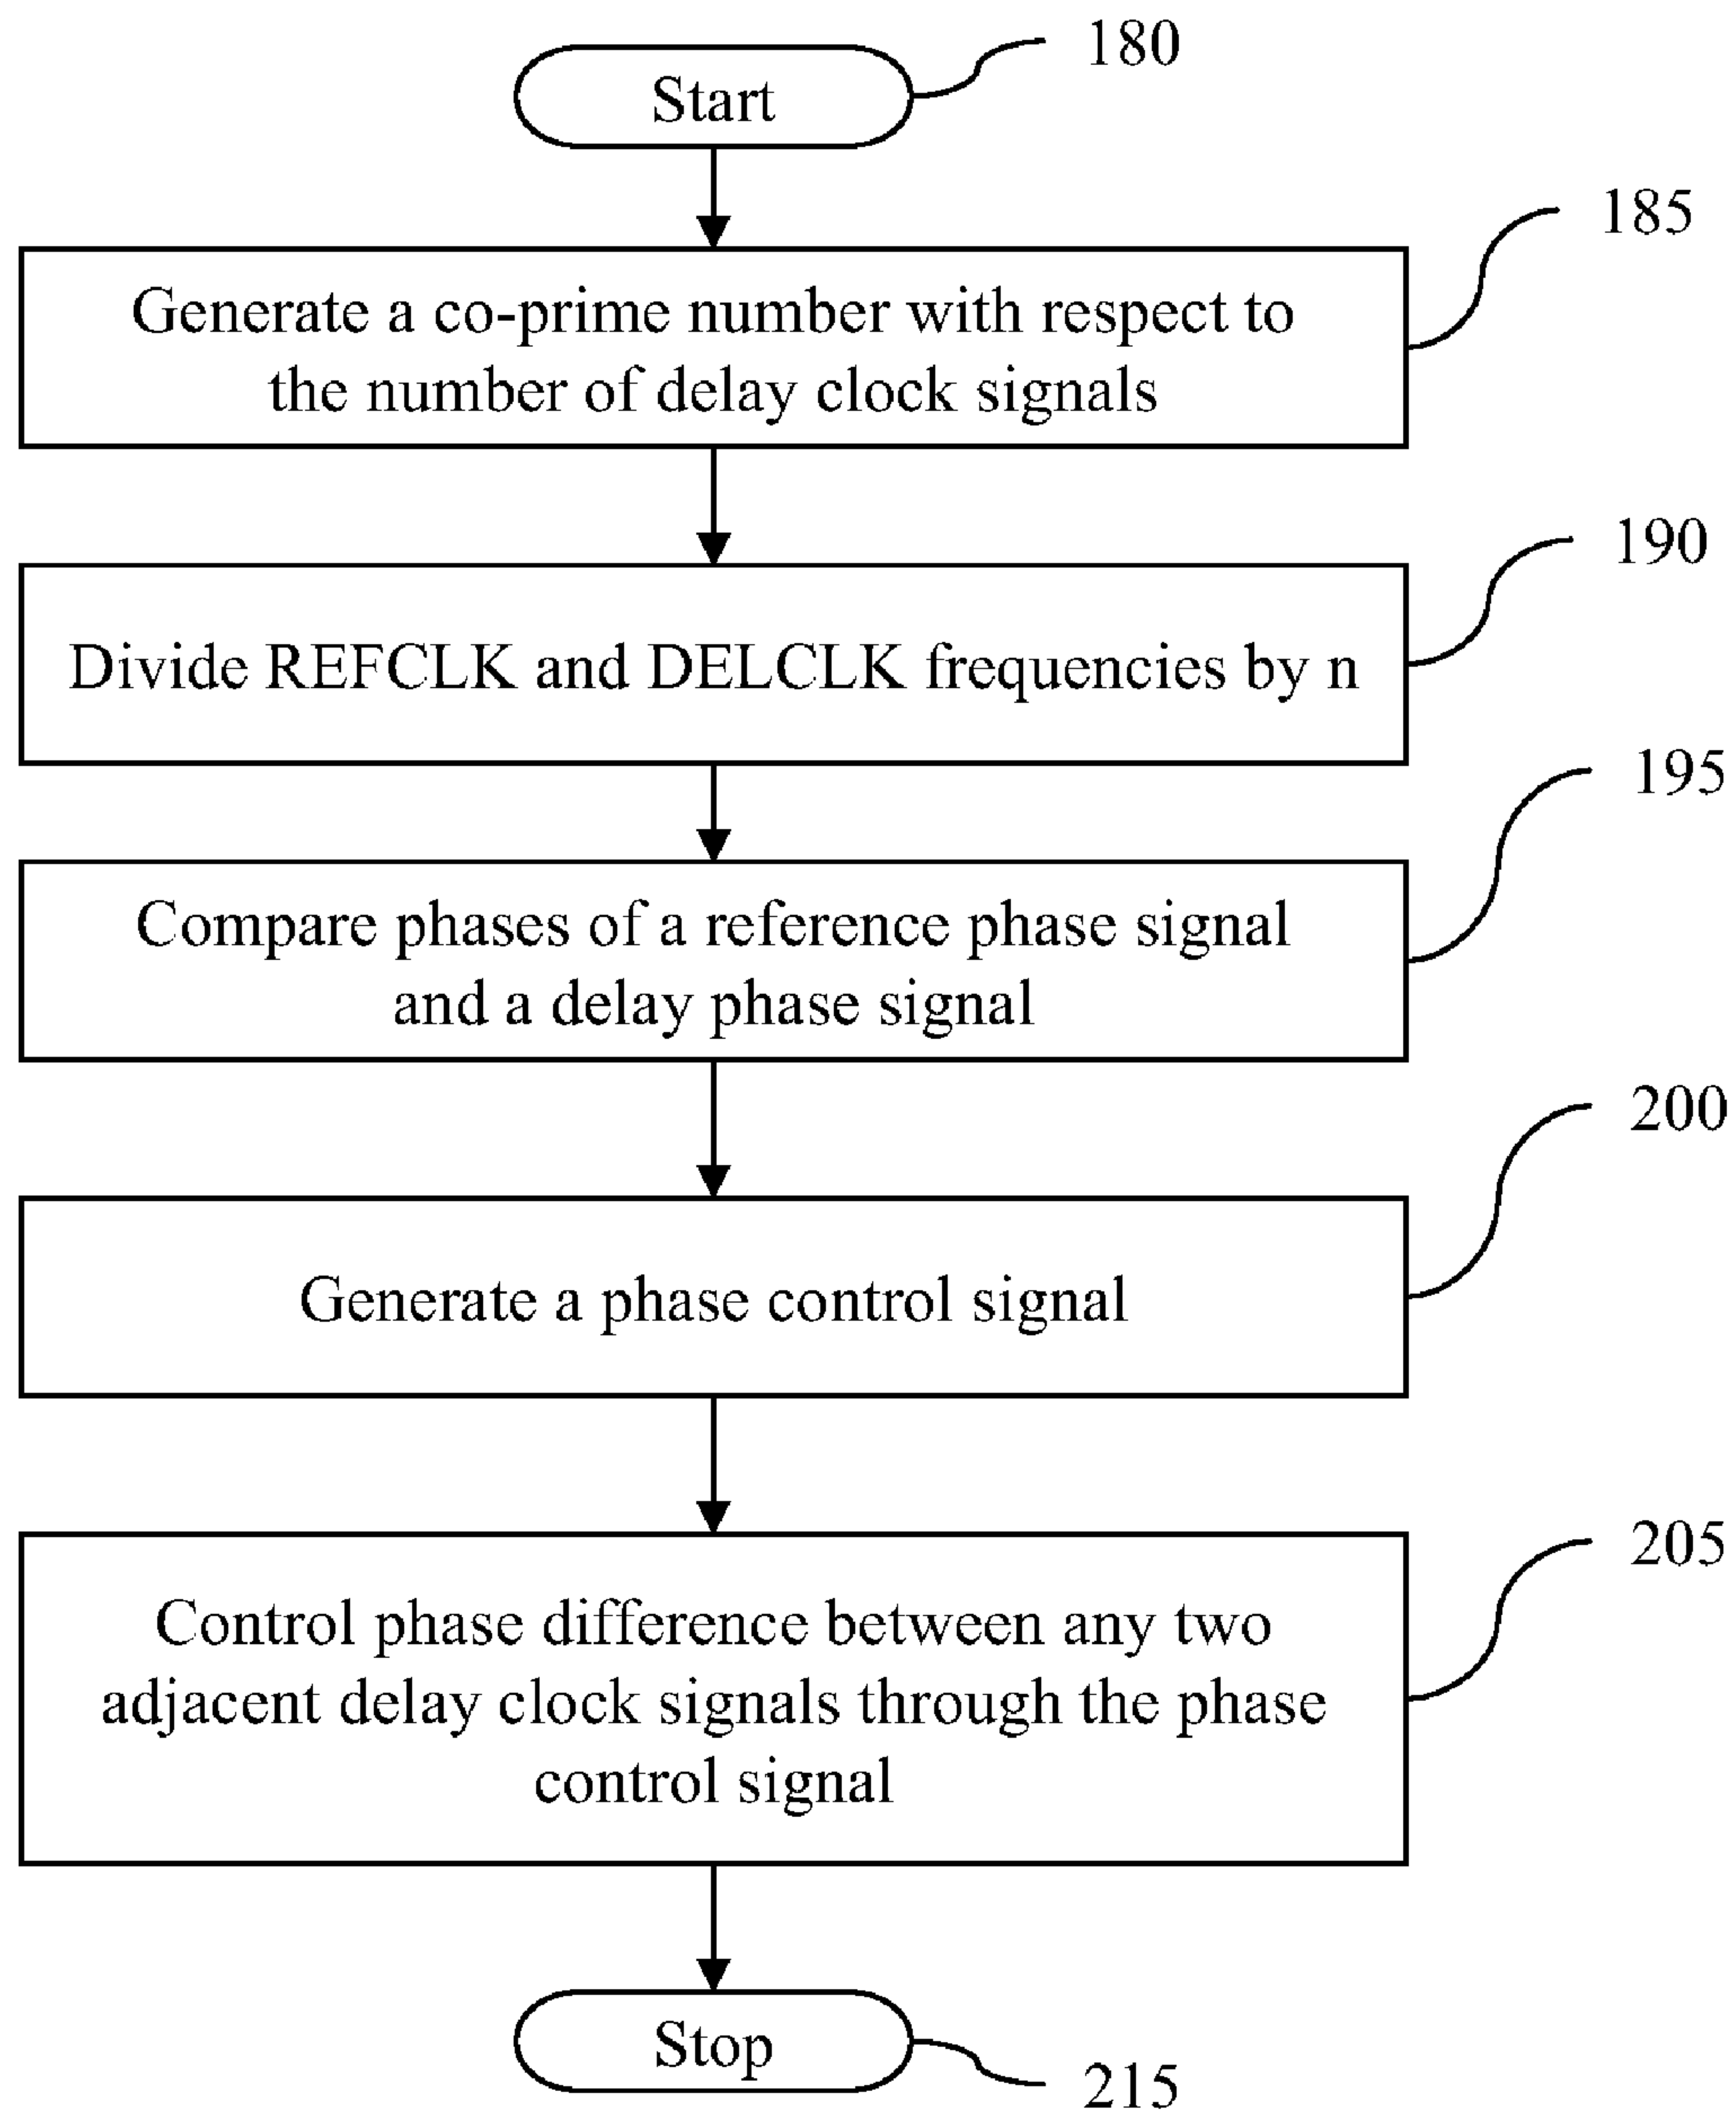 Start
180
185
Generate a co-prime number with respect to
the number of delay clock signals
190
Divide REFCLK and DELCLK frequencies by n
195
Compare phases of a reference phase signal
and a delay phase signal
200
Generate a phase control signal
205
Control phase difference between any two
adjacent delay clock signals through the phase
control signal
Stop
215